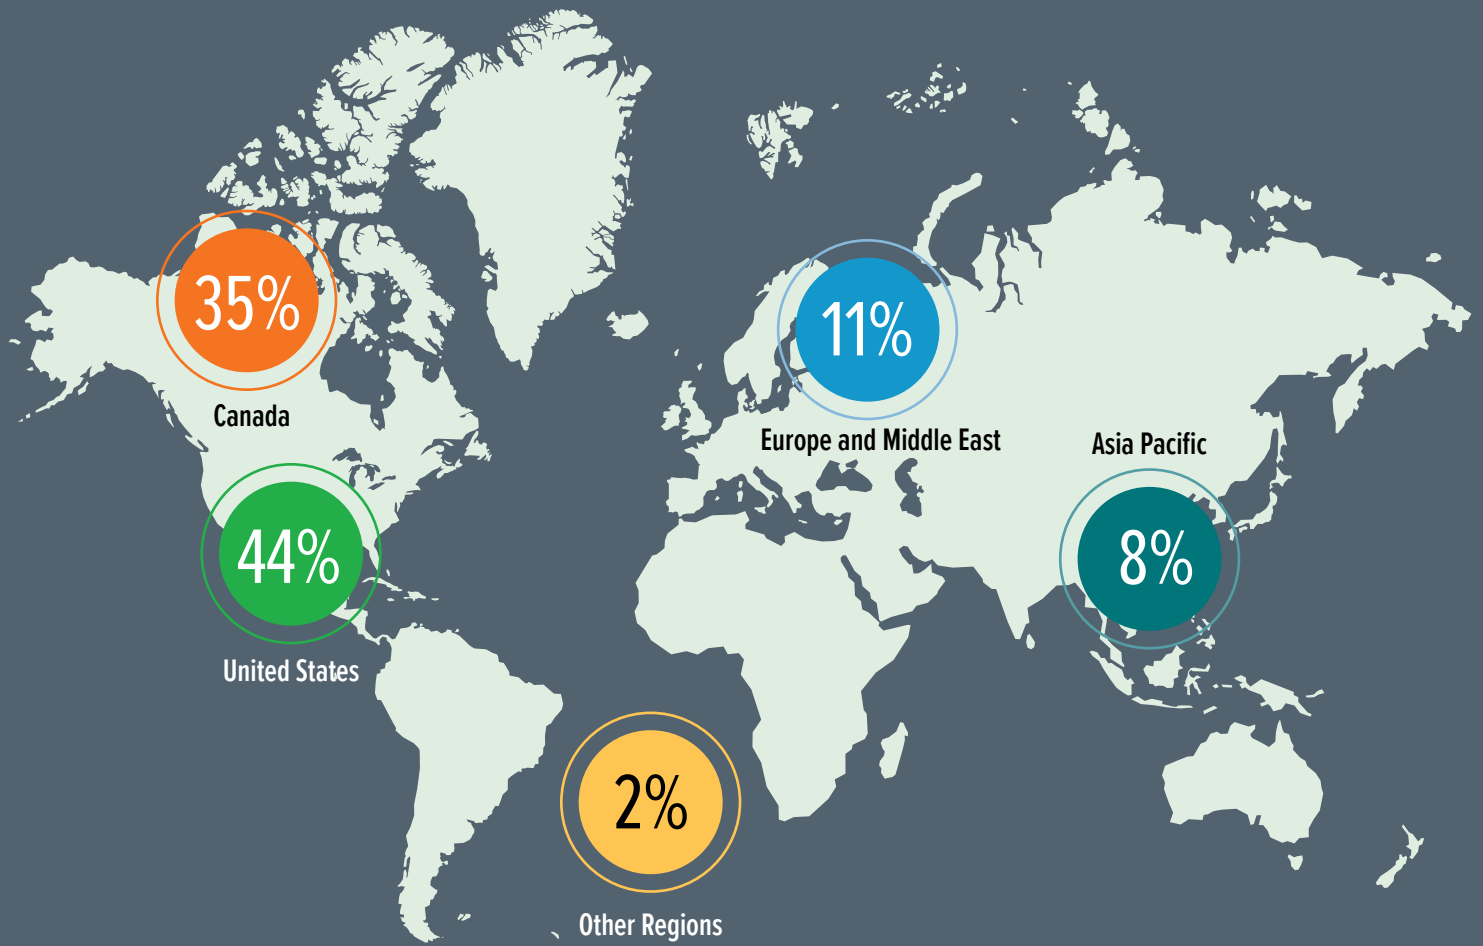 35%
Canada
11%
Europe and Middle East
Asia Pacific
8%
44%
United States
2%
Other Regions